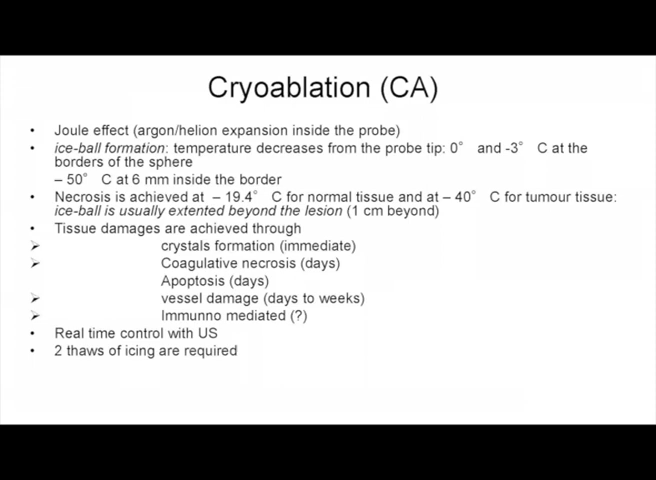 Cryoablation (CA)
• Joule effect (argon/helion expansion inside the probe)
• ice-ball formation: temperature decreases from the probe tip: 0° and -3° C at the
borders of the sphere
– 50° C at 6 mm inside the border
• Necrosis is achieved at – 19.4° C for normal tissue and at – 40° C for tumour tissue:
ice-ball is usually extented beyond the lesion (1 cm beyond)
• Tissue damages are achieved through
➢ crystals formation (immediate)
➢ Coagulative necrosis (days)
Apoptosis (days)
➢ vessel damage (days to weeks)
➢ Immunno mediated (?)
• Real time control with US
• 2 thaws of icing are required